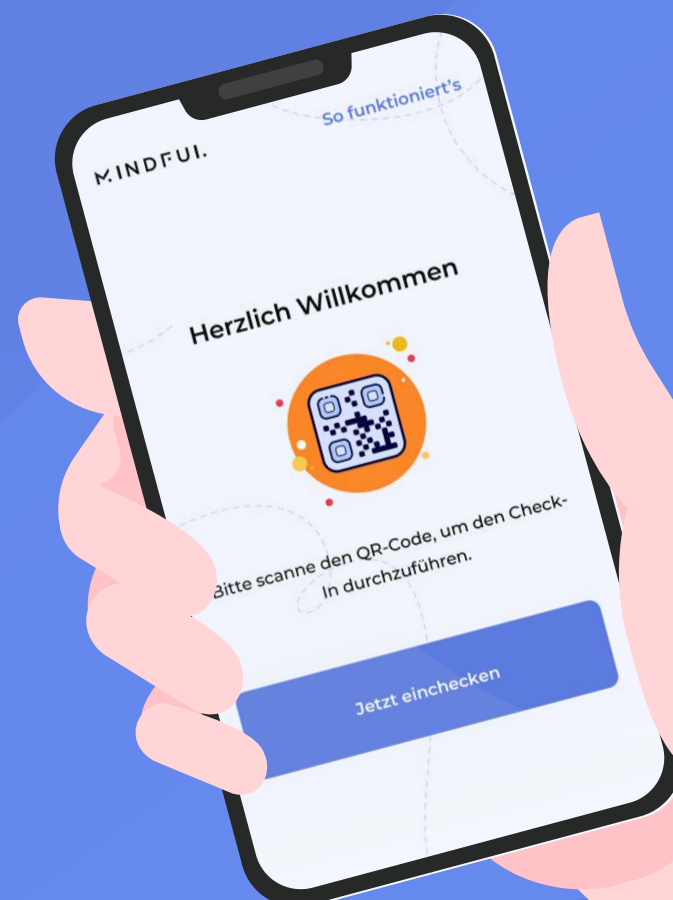 So funktioniert's
MINDFUL.
Herzlich Willkommen
Bitte scanne den QR-Code, um den Check-
In durchzuführen.
Jetzt einchecken